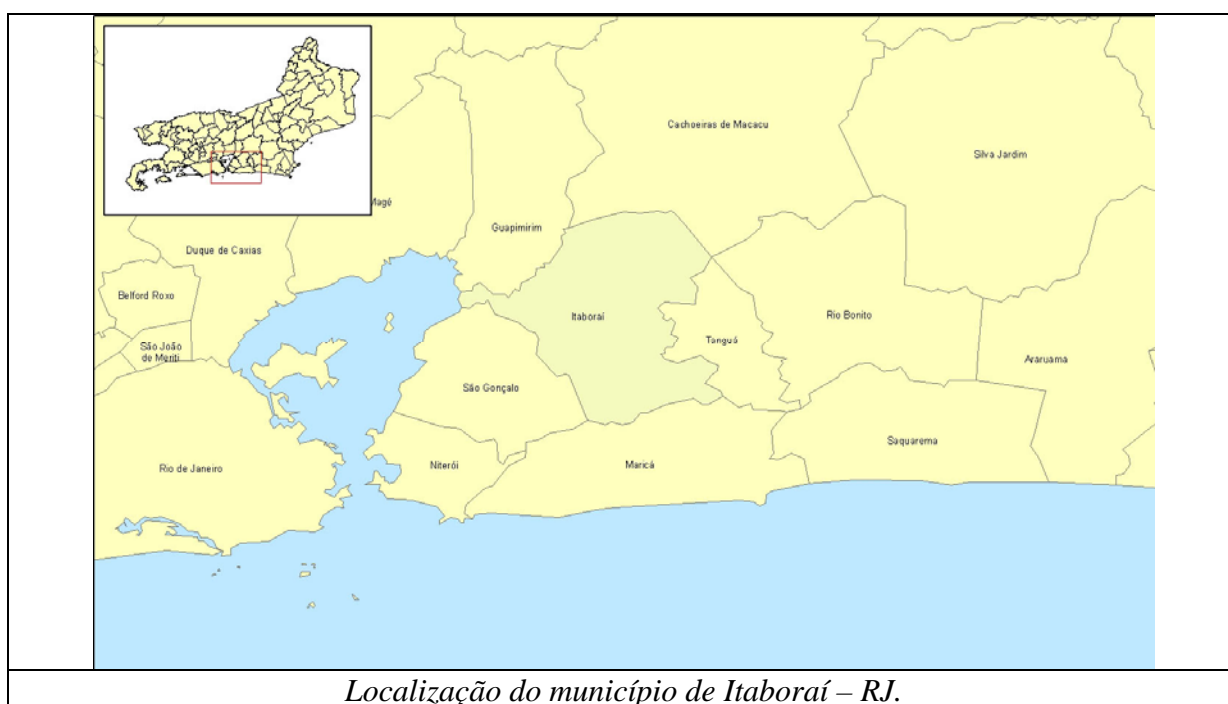 Cachoeiras de Macacu
Silva Jardim
Magé
Guapimirim
Duque de Caxias
Belford Roxo
Itaboraí
Rio Bonito
São João
de Meriti
Tanguá
Araruama
São Gonçalo
Saquarema
Rio de Janeiro
Niterói
Maricá
Localização do município de Itaboraí – RJ.